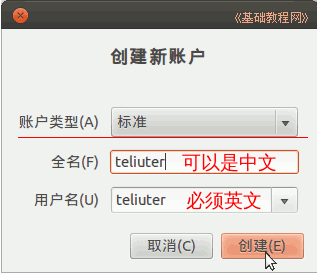 《基础教程网》
创建新账户
账户类型(A) 标准
全名(F) teliuter 可以是中文
用户名(U) teliuter 必须英文
取消(C) 创建(E)